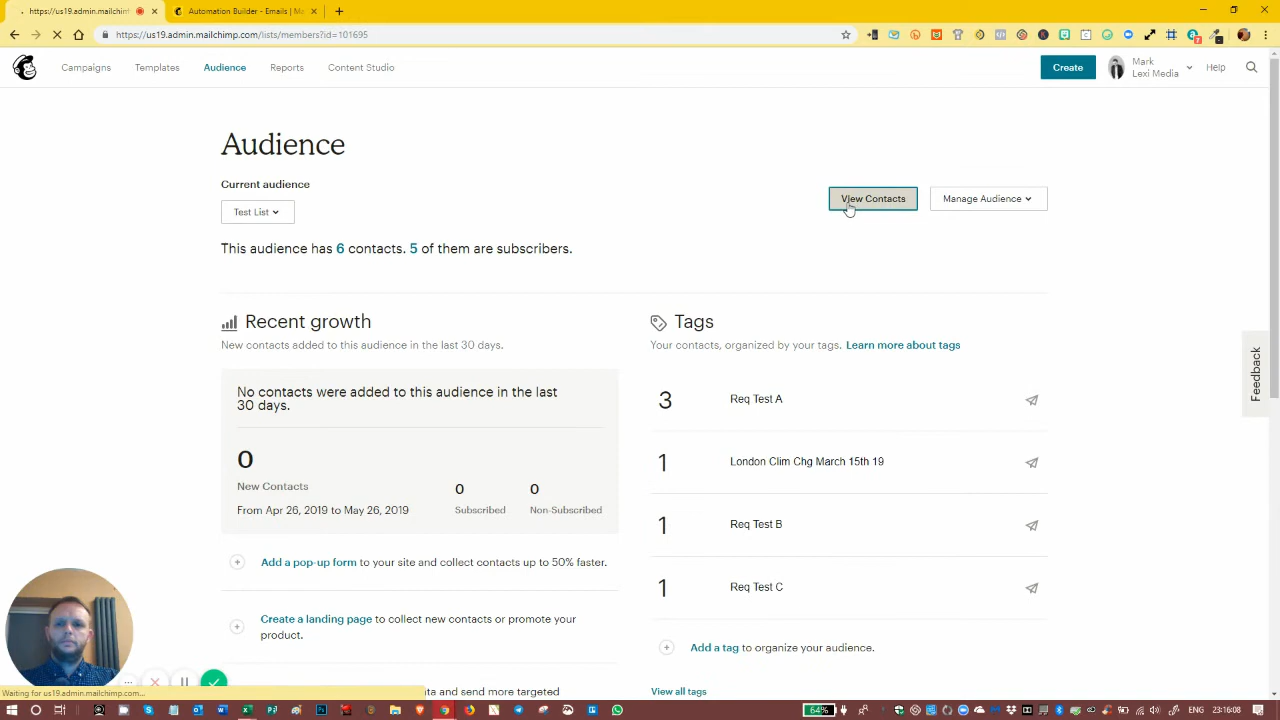 https://us19.admin.mailchim
Automation Builder - Emails | Ma
https://us19.admin.mailchimp.com/lists/members?id=101695
Campaigns
Templates
Audience
Reports
Content Studio
Create
Mark
Lexi Media
Help
Audience
Current audience
Test List
View Contacts
Manage Audience
This audience has 6 contacts. 5 of them are subscribers.
Recent growth
New contacts added to this audience in the last 30 days.
No contacts were added to this audience in the last
30 days.
0
New Contacts
From Apr 26, 2019 to May 26, 2019
0
Subscribed
0
Non-Subscribed
Add a pop-up form to your site and collect contacts up to 50% faster.
Create a landing page to collect new contacts or promote your
product.
ta and send more targeted
Tags
Your contacts, organized by your tags. Learn more about tags
3 Req Test A
1 London Clim Chg March 15th 19
1 Req Test B
1 Req Test C
Add a tag to organize your audience.
View all tags
Feedback
Waiting for us19.admin.mailchimp.com...
64%
ENG
23:16:08